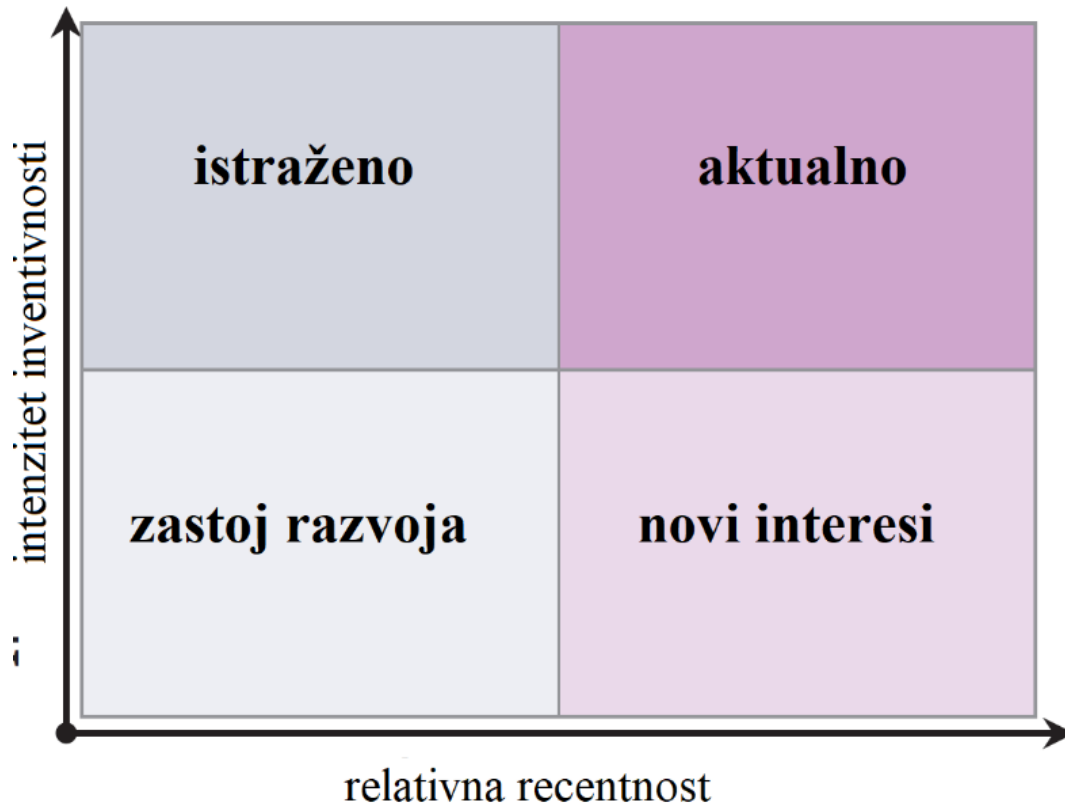 istraženo
aktualno
zastoj razvoja
novi interesi
intenzitet inventivnosti
relativna recentnost